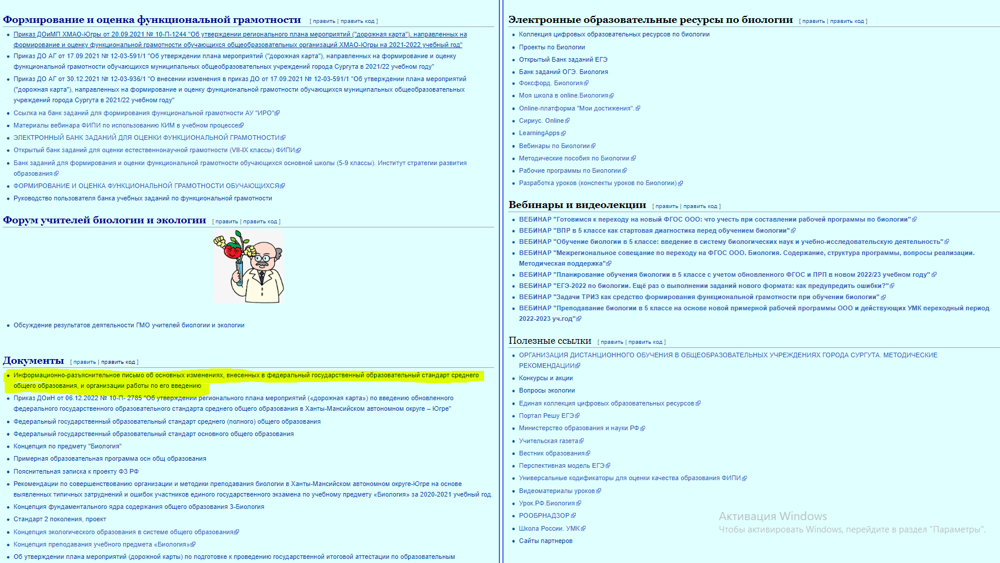 Формирование и оценка функциональной грамотности [ править | править код ]
Приказ ДОиМП ХМАО-Югры от 20.09.2021 № 10-П-1244 "Об утверждении регионального плана мероприятий ("дорожная карта"), направленных на
формирование и оценку функциональной грамотности обучающихся общеобразовательных организаций ХМАО-Югры на 2021-2022 учебный год"
Приказ ДО АГ от 17.09.2021 № 12-03-591/1 "Об утверждении плана мероприятий ("дорожная карта"), направленных на формирование и оценку
функциональной грамотности обучающихся муниципальных общеобразовательных учреждений города Сургута в 2021/22 учебном году"
Приказ ДО АГ от 30.12.2021 № 12-03-936/1 "О внесении изменения в приказ ДО от 17.09.2021 № 12-03-591/1 "Об утверждении плана мероприятий
("дорожная карта"), направленных на формирование и оценку функциональной грамотности обучающихся муниципальных общеобразовательных
учреждений города Сургута в 2021/22 учебном году"
Ссылка на банк заданий для формирования функциональной грамотности АУ "ИРО"
Материалы вебинара ФИПИ по использованию КИМ в учебном процессе
ЭЛЕКТРОННЫЙ БАНК ЗАДАНИЙ ДЛЯ ОЦЕНКИ ФУНКЦИОНАЛЬНОЙ ГРАМОТНОСТИ
Открытый банк заданий для оценки естественнонаучной грамотности (VII-IX классы) ФИПИ
Банк заданий для формирования и оценки функциональной грамотности обучающихся основной школы (5-9 классы). Институт стратегии развития
образования
ФОРМИРОВАНИЕ И ОЦЕНКА ФУНКЦИОНАЛЬНОЙ ГРАМОТНОСТИ ОБУЧАЮЩИХСЯ
Руководство пользователя банка учебных заданий по функциональной грамотности
Форум учителей биологии и экологии [ править | править код ]
Обсуждение результатов деятельности ГМО учителей биологии и экологии
Документы [ править | править код ]
Информационно-разъяснительное письмо об основных изменениях, внесенных в федеральный государственный образовательный стандарт среднего
общего образования, и организации работы по его введению
Приказ ДОиН от 06.12.2022 № 10-П- 2785 "Об утверждении регионального плана мероприятий («дорожная карта») по введению обновленного
федерального государственного образовательного стандарта среднего общего образования в Ханты-Мансийском автономном округе – Югре"
Федеральный государственный образовательный стандарт среднего (полного) общего образования
Федеральный государственный образовательный стандарт основного общего образования
Концепция по предмету "Биология"
Примерная образовательная программа осн общ образования
Пояснительная записка к проекту ФЗ РФ
Рекомендации по совершенствованию организации и методики преподавания биологии в Ханты-Мансийском автономном округе-Югре на основе
выявленных типичных затруднений и ошибок участников единого государственного экзамена по учебному предмету «Биология» за 2020-2021 учебный год.
Концепция фундаментального ядра содержания общего образования 3-Биология
Стандарт 2 поколения, проект
Концепция экологического образования в системе общего образования
Концепция преподавания учебного предмета «Биология»
Об утверждении плана мероприятий (дорожной карты) по подготовке к проведению государственной итоговой аттестации по образовательным
Электронные образовательные ресурсы по биологии [ править | править код ]
Коллекция цифровых образовательных ресурсов по биологии
Проекты по Биологии
Открытый Банк заданий ЕГЭ
Банк заданий ОГЭ. Биология
Фоксфорд. Биология
Моя школа в online.Биология
Online-платформа "Мои достижения".
Сириус. Online
LearningApps
Вебинары по Биологии
Методические пособия по Биологии
Рабочие программы по Биологии
Разработка уроков (конспекты уроков по Биологии)
Вебинары и видеолекции [ править | править код ]
ВЕБИНАР "Готовимся к переходу на новый ФГОС ООО: что учесть при составлении рабочей программы по биологии"
ВЕБИНАР "ВПР в 5 классе как стартовая диагностика перед обучением биологии"
ВЕБИНАР "Обучение биологии в 5 классе: введение в систему биологических наук и учебно-исследовательскую деятельность"
ВЕБИНАР "Межрегиональное совещание по переходу на ФГОС ООО. Биология. Содержание, структура программы, вопросы реализации.
Методическая поддержка"
ВЕБИНАР "Планирование обучения биологии в 5 классе с учетом обновленного ФГОС и ПРП в новом 2022/23 учебном году"
ВЕБИНАР "ЕГЭ-2022 по биологии. Ещё раз о выполнении заданий нового формата: как предупредить ошибки?"
ВЕБИНАР "Задачи ТРИЗ как средство формирования функциональной грамотности при обучении биологии"
ВЕБИНАР "Преподавание биологии в 5 классе на основе новой примерной рабочей программы ООО и действующих УМК переходный период
2022-2023 уч.год"
Полезные ссылки [ править | править код ]
ОРГАНИЗАЦИЯ ДИСТАНЦИОННОГО ОБУЧЕНИЯ В ОБЩЕОБРАЗОВАТЕЛЬНЫХ УЧРЕЖДЕНИЯХ ГОРОДА СУРГУТА. МЕТОДИЧЕСКИЕ
РЕКОМЕНДАЦИИ
Конкурсы и акции
Вопросы экологии
Единая коллекция цифровых образовательных ресурсов
Портал Решу ЕГЭ
Министерство образования и науки РФ
Учительская газета
Вестник образования
Перспективная модель ЕГЭ
Универсальные кодификаторы для оценки качества образования ФИПИ
Видеоматериалы уроков
Урок.РФ.Биология
РООБРНАДЗОР
Школа России. УМК
Сайты партнеров
Активация Windows
Чтобы активировать Windows, перейдите в раздел "Параметры".